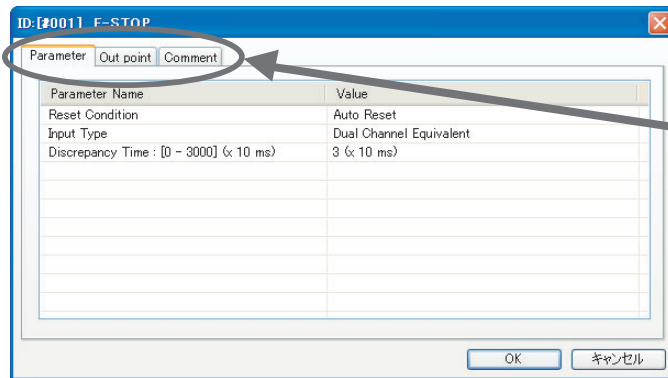 ID:[#001] E-STOP
Parameter Out point Comment
Parameter Name Value
Reset Condition Auto Reset
Input Type Dual Channel Equivalent
Discrepancy Time : [0 - 3000] (x 10 ms) 3 (x 10 ms)
OK キャンセル